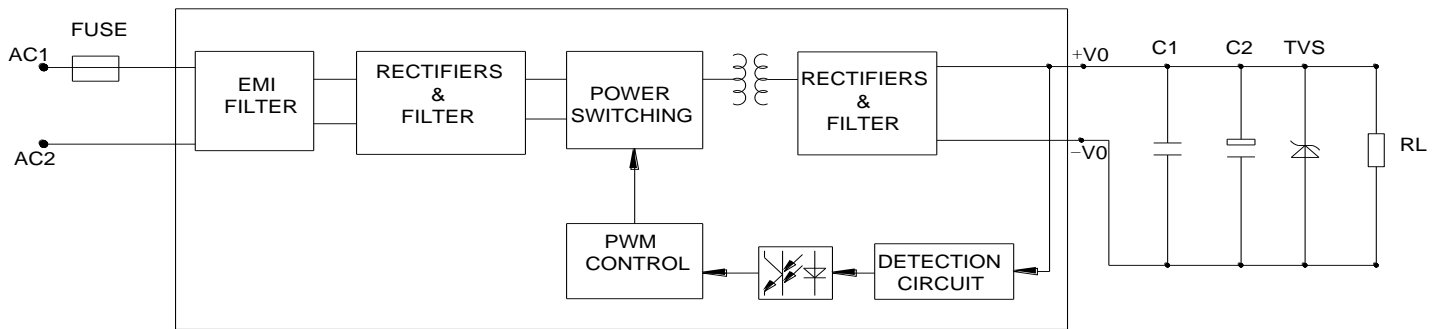 FUSE
AC1
AC2
EMI
FILTER
RECTIFIERS
&
FILTER
POWER
SWITCHING
RECTIFIERS
&
FILTER
PWM
CONTROL
DETECTION
CIRCUIT
+V0
−V0
C1
C2
TVS
RL